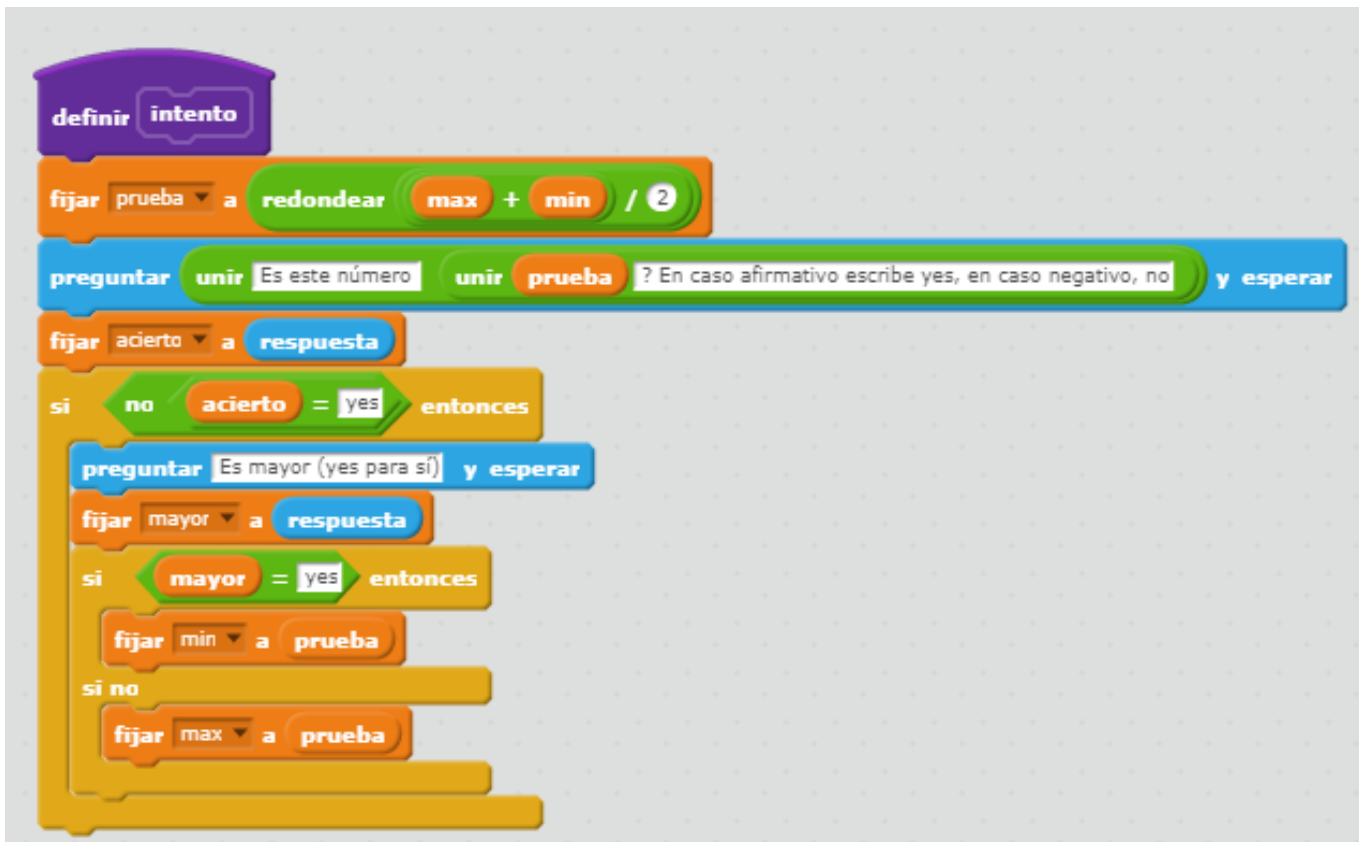 definir intento
fijar prueba a redondear max + min / 2
preguntar unir Es este número unir prueba ? En caso afirmativo escribe yes, en caso negativo, no y esperar
fijar acierto a respuesta
si no acierto = yes entonces
preguntar Es mayor (yes para sí) y esperar
fijar mayor a respuesta
si mayor = yes entonces
fijar min a prueba
si no
fijar max a prueba